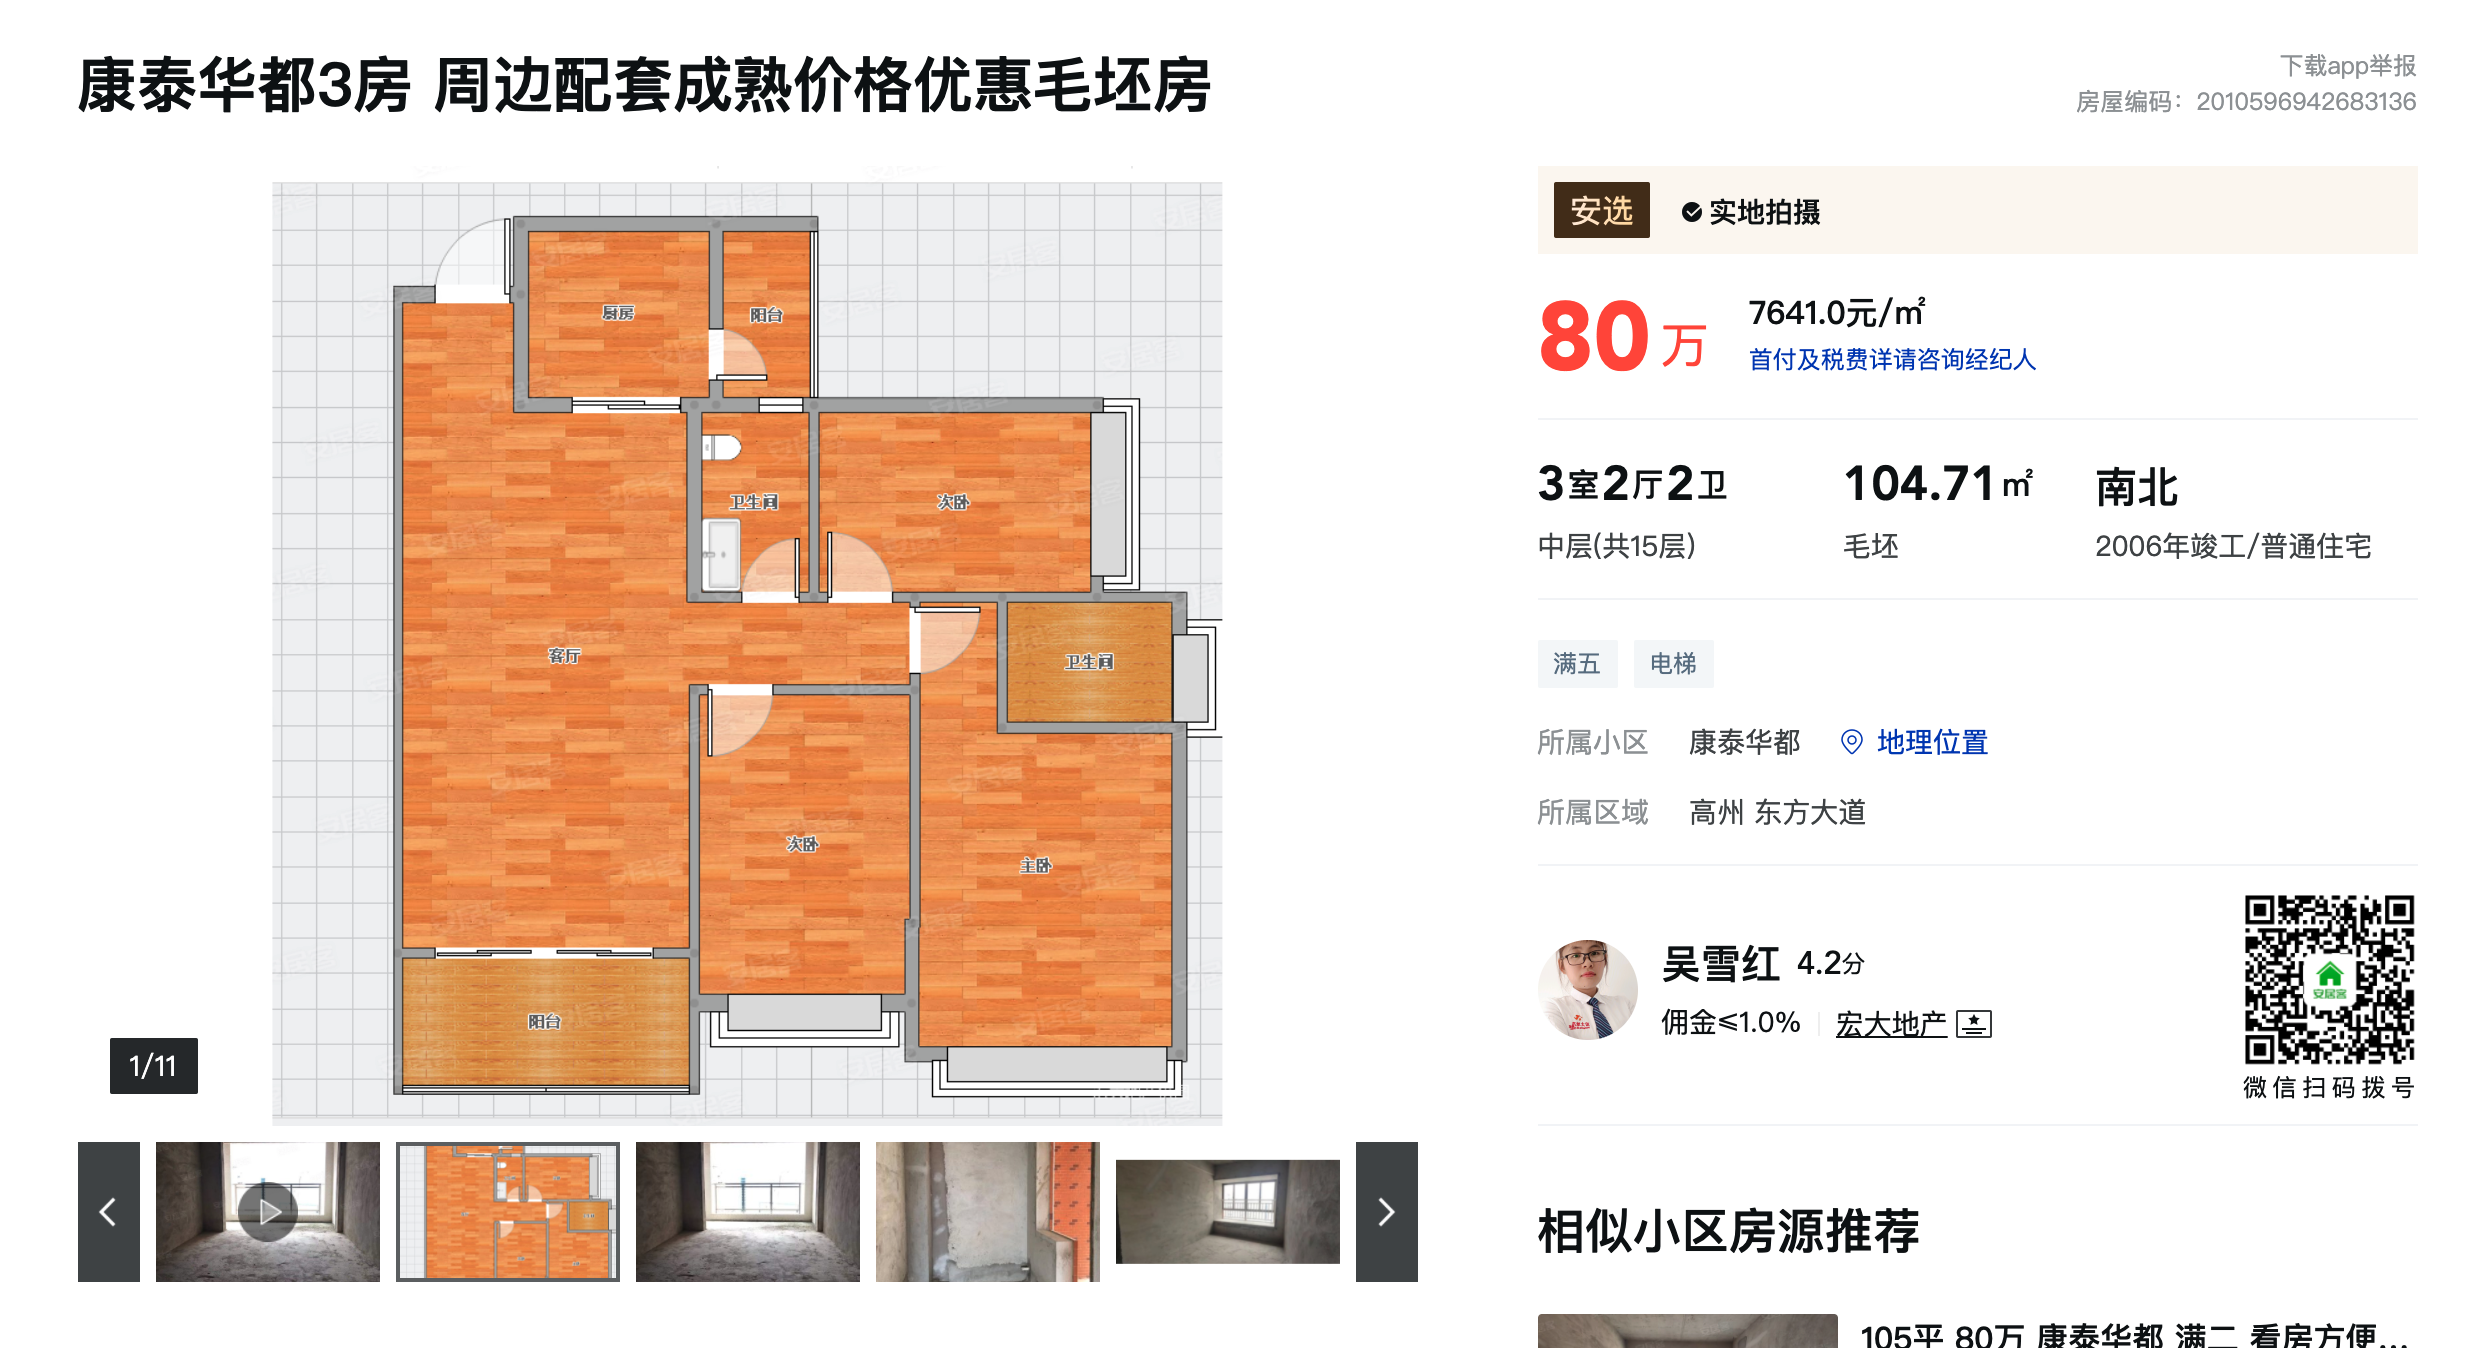 康泰华都3房 周边配套成熟价格优惠毛坯房
下载app举报
房屋编码：2010596942683136
厨房
阳台
卫生间
次卧
客厅
卫生间
次卧
主卧
阳台
1/11
安选
实地拍摄
80万
7641.0元/㎡
首付及税费详请咨询经纪人
3室2厅2卫
104.71㎡
南北
中层(共15层)
毛坯
2006年竣工/普通住宅
满五
电梯
所属小区 康泰华都 地理位置
所属区域 高州 东方大道
吴雪红 4.2分
佣金≤1.0% 宏大地产
安居客
微信扫码拨号
相似小区房源推荐
105平 80万 康泰华都 满二 看房方便...